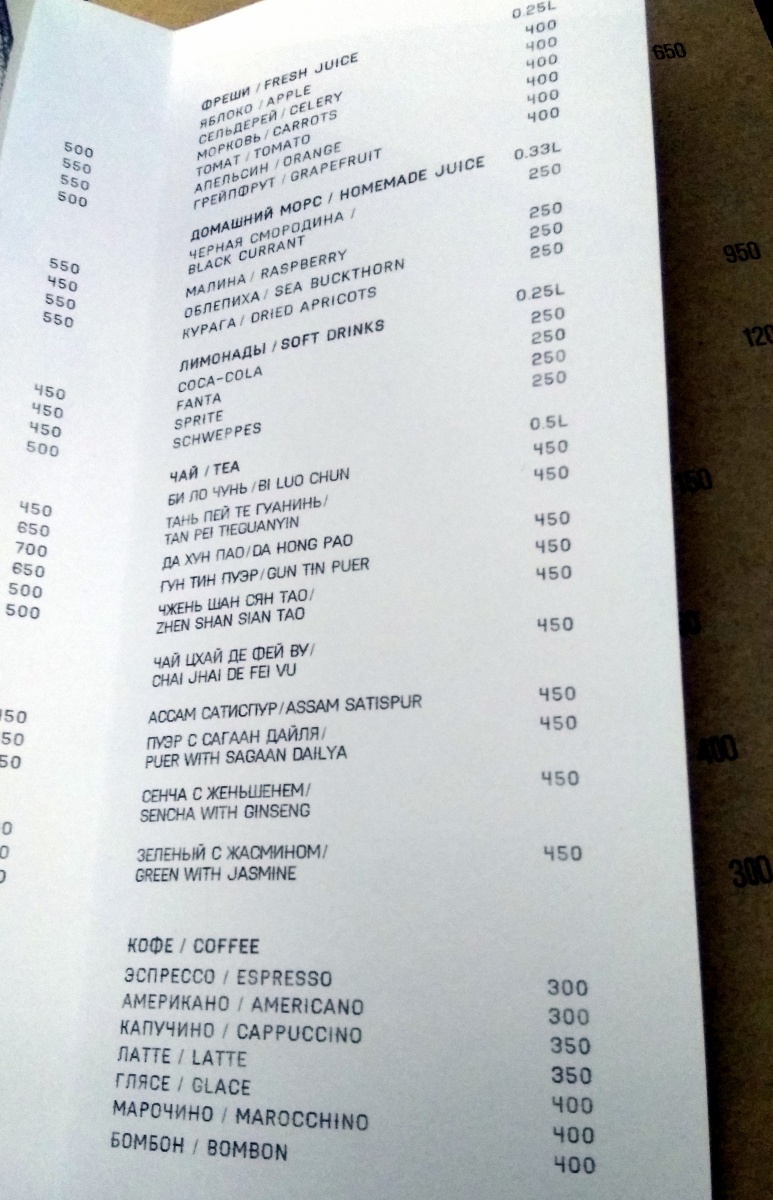 0.25L
ФРЕШИ / FRESH JUICE 400
ЯБЛОКО / APPLE 400
СЕЛЬДЕРЕЙ / CELERY 400
МОРКОВЬ / CARROTS 400
ТОМАТ / TOMATO 400
АПЕЛЬСИН / ORANGE 400
ГРЕЙПФРУТ / GRAPEFRUIT
ДОМАШНИЙ МОРС / HOMEMADE JUICE 0.33L
ЧЕРНАЯ СМОРОДИНА / 250
BLACK CURRANT
МАЛИНА / RASPBERRY 250
ОБЛЕПИХА / SEA BUCKTHORN 250
КУРАГА / DRIED APRICOTS 250
ЛИМОНАДЫ / SOFT DRINKS 0.25L
COCA-COLA 250
FANTA 250
SPRITE 250
SCHWEPPES 250
ЧАЙ / TEA 0.5L
БИ ЛО ЧУНЬ / BI LUO CHUN 450
ТАНЬ ПЕЙ ТЕ ГУАНИНЬ/ 450
TAN PEI TIEGUANYIN
ДА ХУН ПАО/DA HONG PAO 450
ГУН ТИН ПУЭР/GUN TIN PUER 450
ЧЖЕНЬ ШАН СЯН ТАО/ 450
ZHEN SHAN SIAN TAO
ЧАЙ ЦХАЙ ДЕ ФЕЙ ВУ/ 450
CHAI JHAI DE FEI VU
АССАМ САТИСПУР/ASSAM SATISPUR 450
ПУЭР С САГААН ДАЙЛЯ/ 450
PUER WITH SAGAAN DAILYA
СЕНЧА С ЖЕНЬШЕНЕМ/ 450
SENCHA WITH GINSENG
ЗЕЛЕНЫЙ С ЖАСМИНОМ/ 450
GREEN WITH JASMINE
КОФЕ / COFFEE
ЭСПРЕССО / ESPRESSO 300
АМЕРИКАНО / AMERICANO 300
КАПУЧИНО / CAPPUCCINO 350
ЛАТТЕ / LATTE 350
ГЛЯСЕ / GLACE 400
МАРОЧИНО / MAROCCHINO 400
БОМБОН / BOMBON 400
500
550
550
500
550
450
550
550
450
450
450
500
450
650
700
650
500
500
650
950
400
300